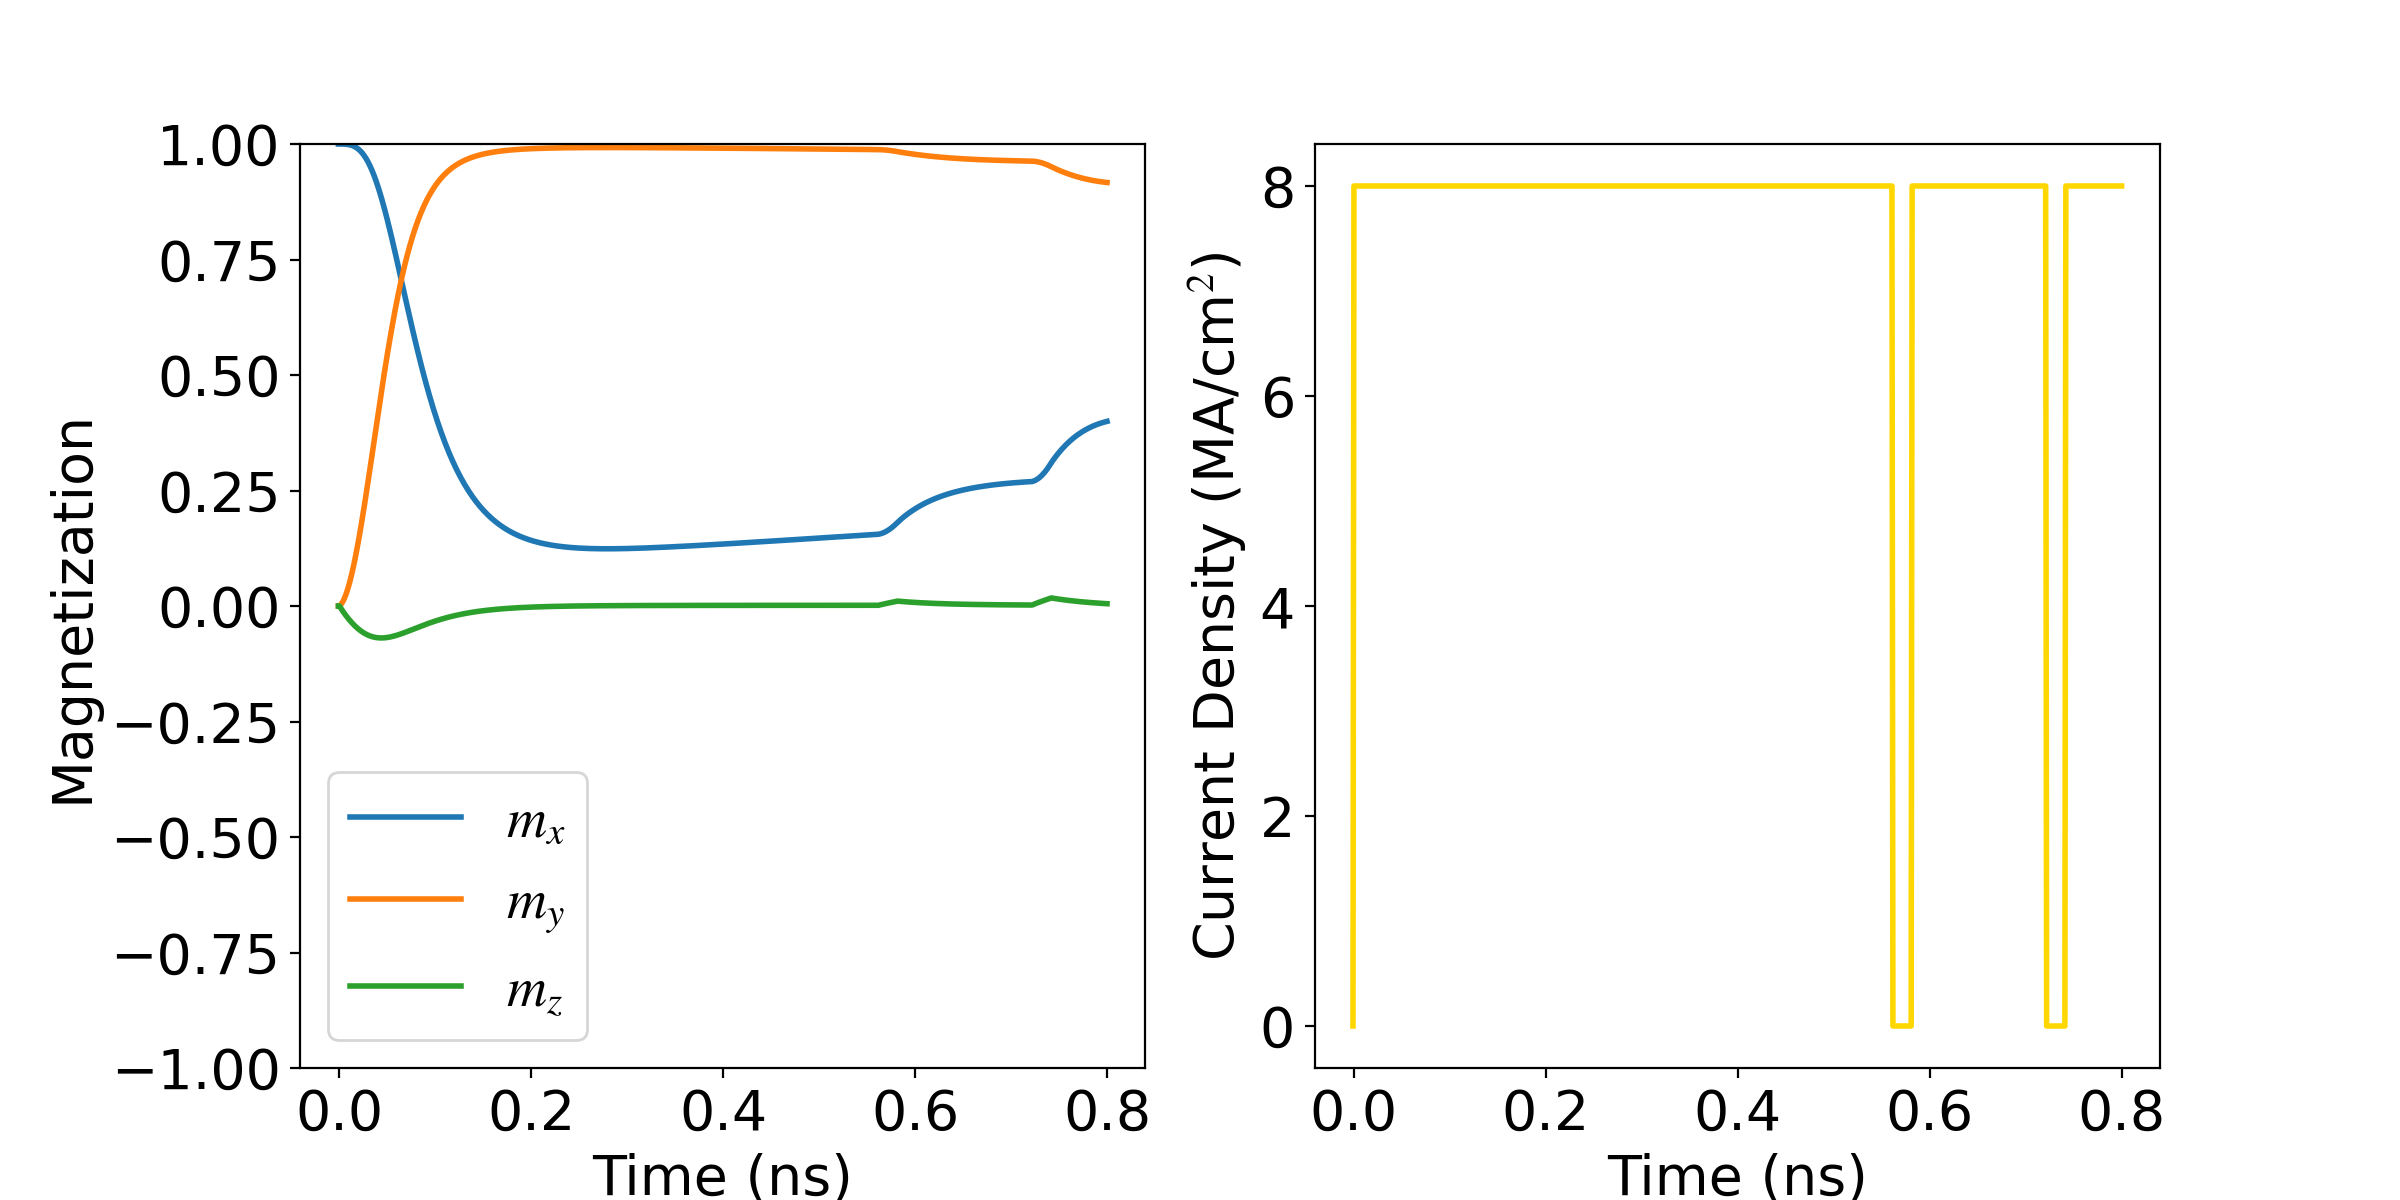 Magnetization
1.00
0.75
0.50
0.25
0.00
−0.25
−0.50
−0.75
−1.00
m_x
m_y
m_z
0.0 0.2 0.4 0.6 0.8
Time (ns)
Current Density (MA/cm²)
8
6
4
2
0
0.0 0.2 0.4 0.6 0.8
Time (ns)